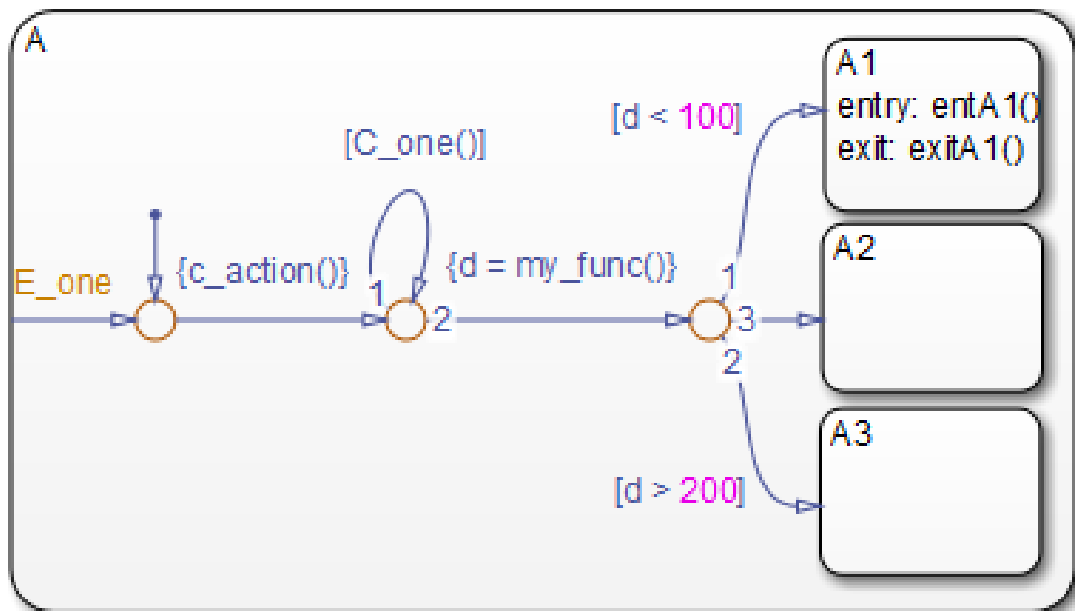 A
A1
entry: entA1()
exit: exitA1()
[d < 100]
[C_one()]
E_one
{c_action()}
1
2
{d = my_func()}
1
3
2
A2
[d > 200]
A3